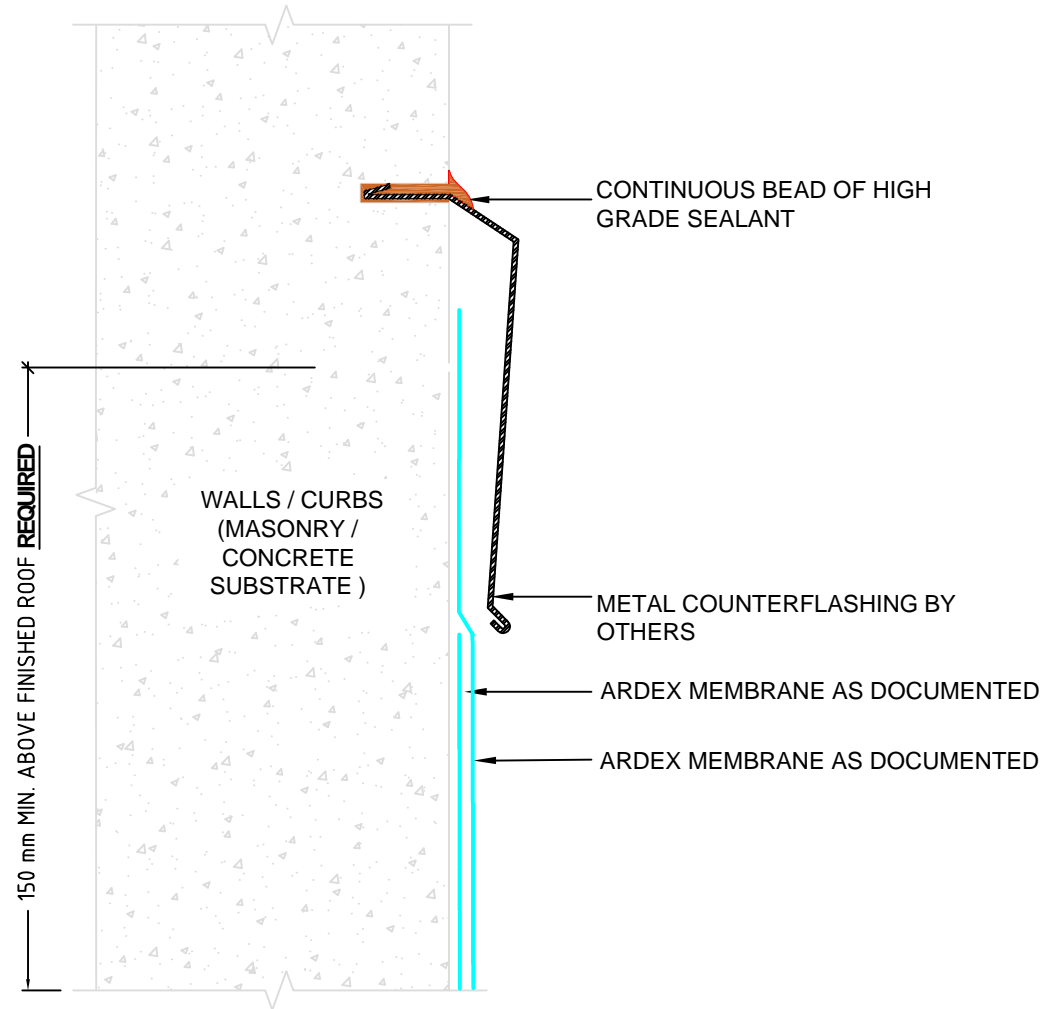 CONTINUOUS BEAD OF HIGH
GRADE SEALANT
150 mm MIN. ABOVE FINISHED ROOF REQUIRED
WALLS / CURBS
(MASONRY /
CONCRETE
SUBSTRATE )
METAL COUNTERFLASHING BY
OTHERS
ARDEX MEMBRANE AS DOCUMENTED
ARDEX MEMBRANE AS DOCUMENTED